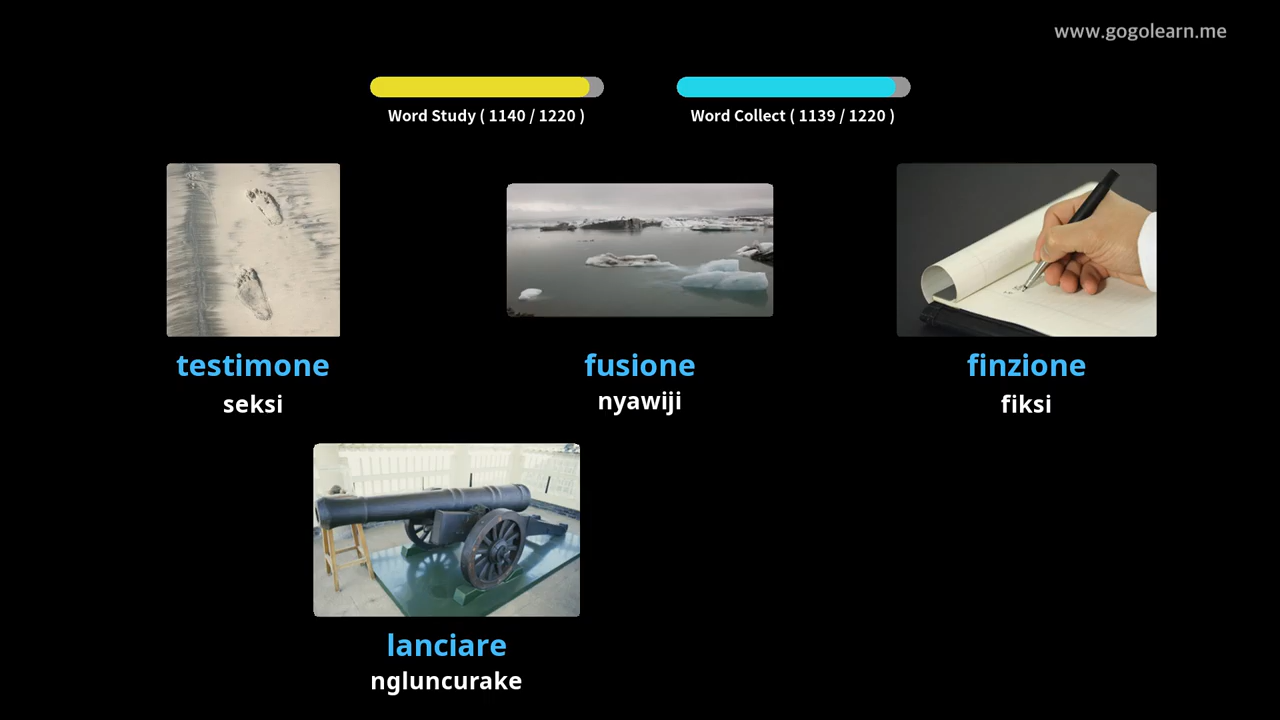 www.gogolearn.me
Word Study ( 1140 / 1220 )
Word Collect ( 1139 / 1220 )
testimone
seksi
fusione
nyawiji
finzione
fiksi
lanciare
ngluncurake